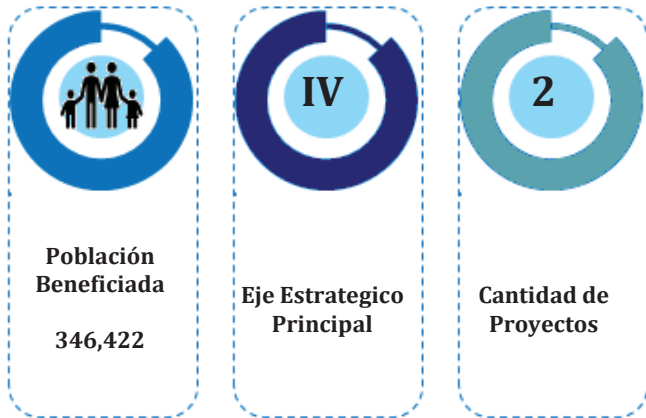 Población
Beneficiada
346,422
IV
Eje Estrategico
Principal
2
Cantidad de
Proyectos